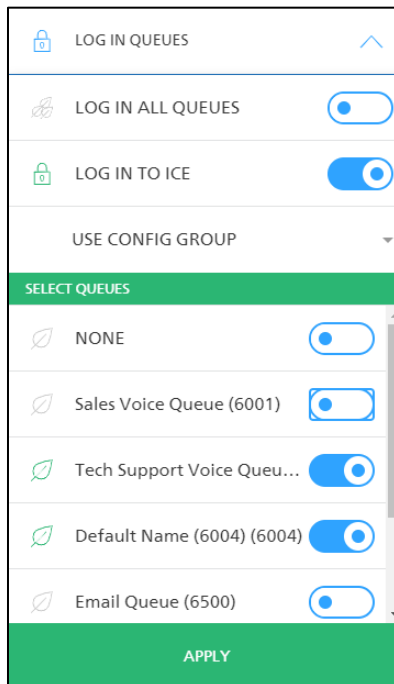 LOG IN QUEUES
LOG IN ALL QUEUES
LOG IN TO ICE
USE CONFIG GROUP
SELECT QUEUES
NONE
Sales Voice Queue (6001)
Tech Support Voice Queu...
Default Name (6004) (6004)
Email Queue (6500)
APPLY